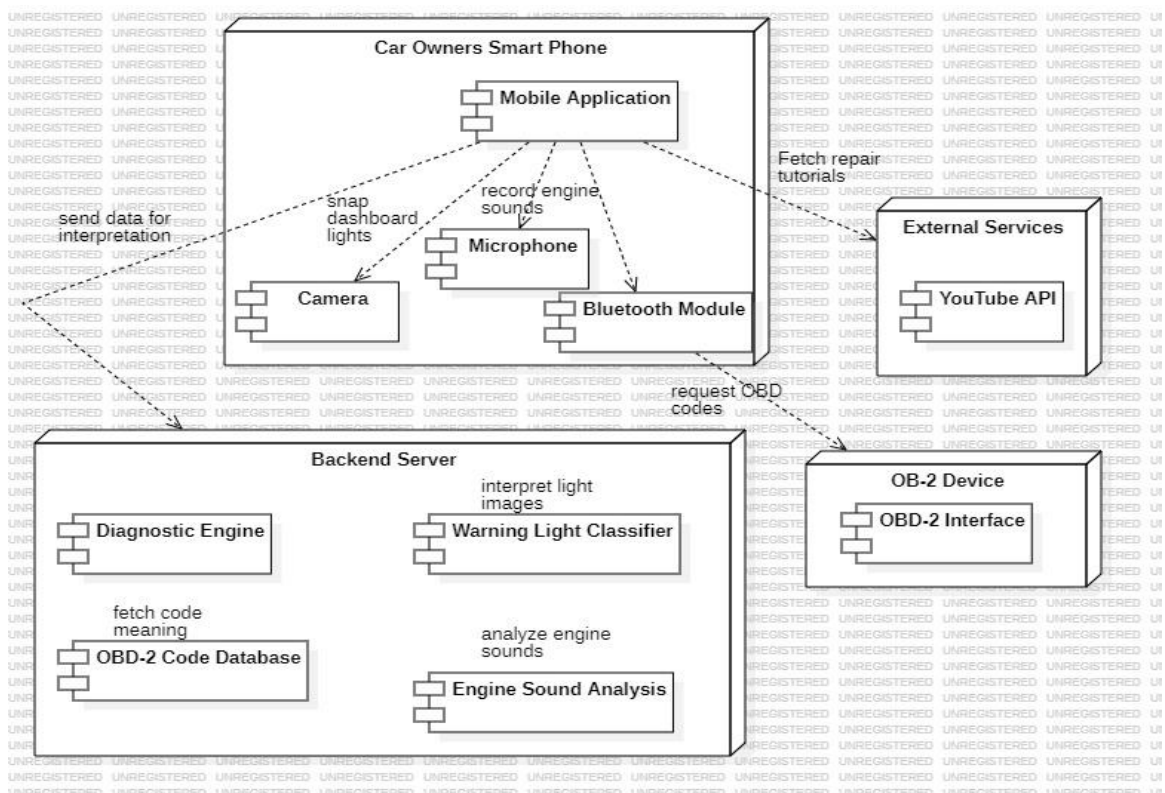 Car Owners Smart Phone
Mobile Application
Fetch repair
tutorials
record engine
sounds
snap
dashboard
lights
send data for
interpretation
External Services
Microphone
Camera
Bluetooth Module
YouTube API
request OBD
codes
Backend Server
OB-2 Device
interpret light
images
Diagnostic Engine
Warning Light Classifier
OBD-2 Interface
fetch code
meaning
OBD-2 Code Database
analyze engine
sounds
Engine Sound Analysis
UNREGISTERED